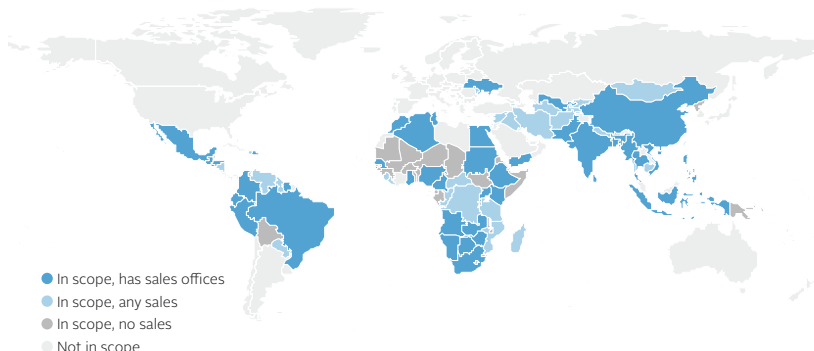 In scope, has sales offices
In scope, any sales
In scope, no sales
Not in scope